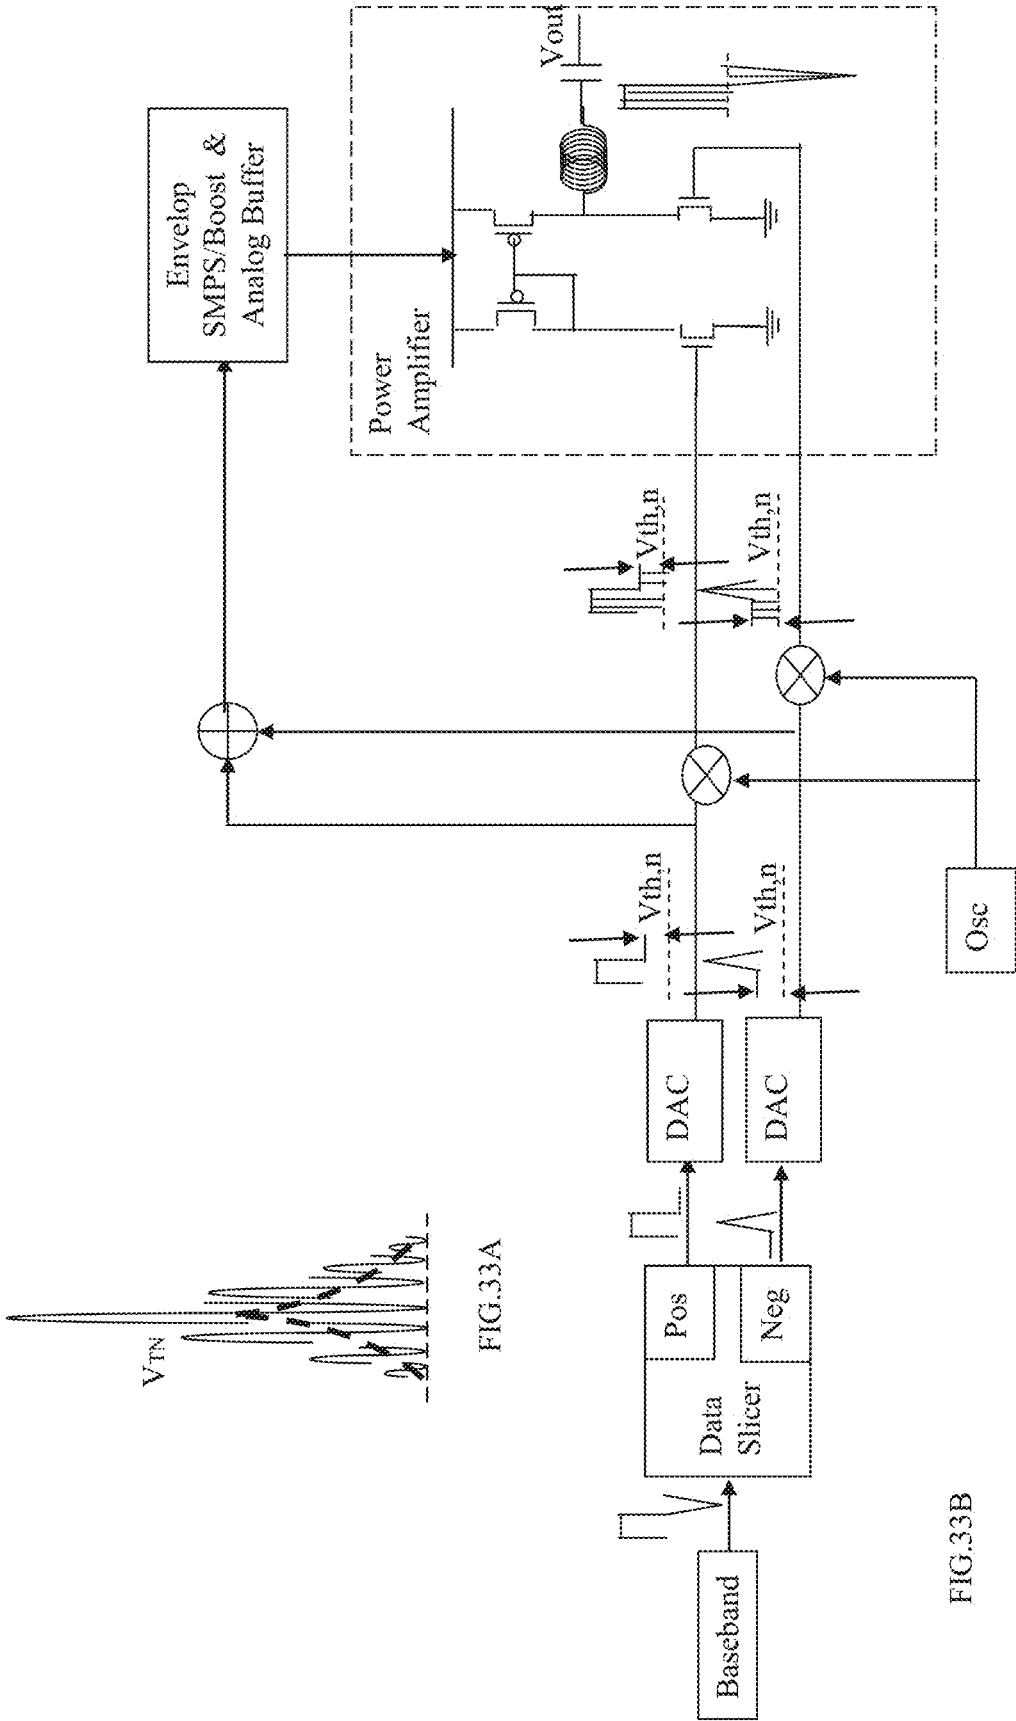 V_TN
FIG.33A
Baseband
Data
Slicer
Pos
Neg
DAC
DAC
Vth,n
Vth,n
Osc
Vth,n
Vth,n
Envelop
SMPS/Boost &
Analog Buffer
Power
Amplifier
Vout
FIG.33B